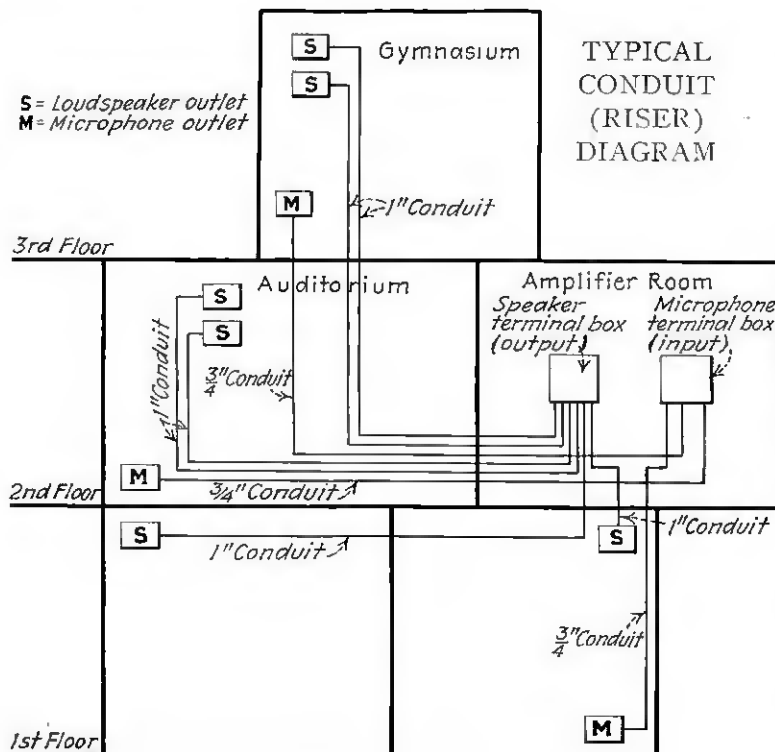 TYPICAL
CONDUIT
(RISER)
DIAGRAM
S = Loudspeaker outlet
M = Microphone outlet
S
Gymnasium
S
M
1" Conduit
3rd Floor
Auditorium
Amplifier Room
S
S
1" Conduit
3/4" Conduit
Speaker
terminal box
(output)
Microphone
terminal box
(input)
M
3/4" Conduit
2nd Floor
S
1" Conduit
S
1" Conduit
3/4" Conduit
M
1st Floor